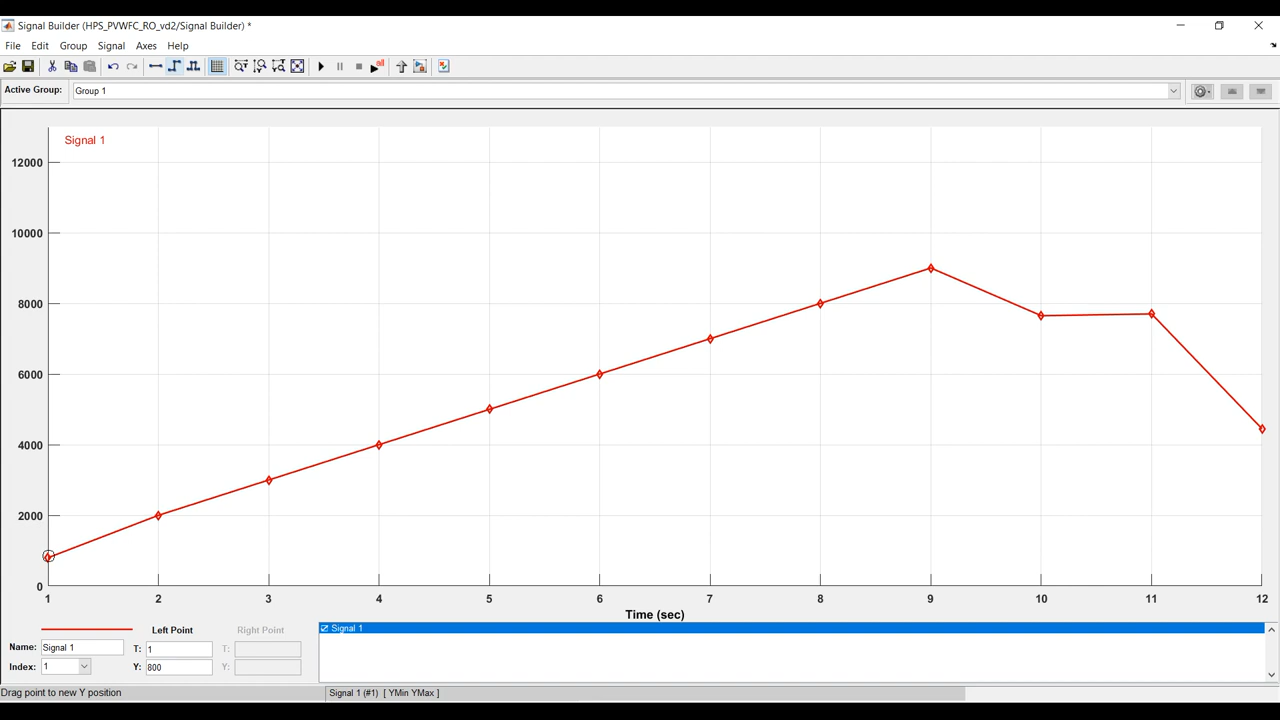 Signal Builder (HPS_PVWFC_RO_vd2/Signal Builder) *
File Edit Group Signal Axes Help
all
Active Group: Group 1
Signal 1
12000
10000
8000
6000
4000
2000
0
1 2 3 4 5 6 7 8 9 10 11 12
Time (sec)
Left Point Right Point
Name: Signal 1 T: 1 T:
Index: 1 Y: 800 Y:
Signal 1
Drag point to new Y position
Signal 1 (#1) [ YMin YMax ]